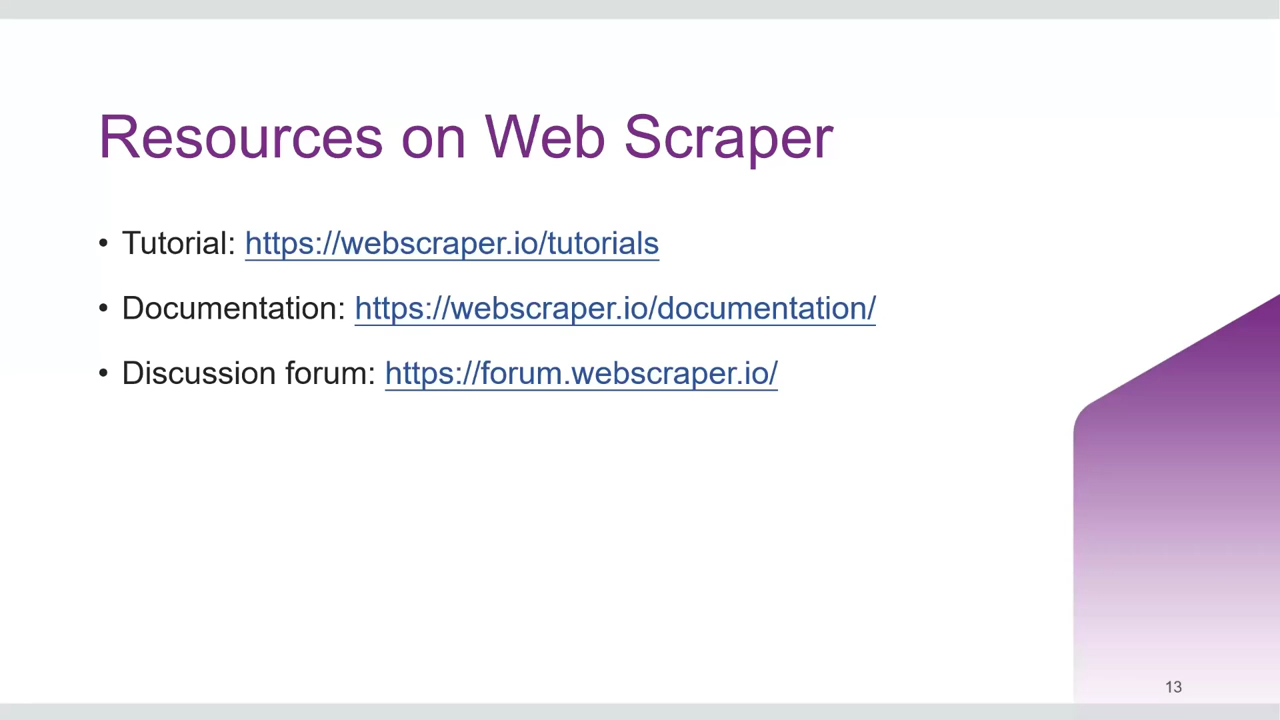 Resources on Web Scraper
• Tutorial: https://webscraper.io/tutorials
• Documentation: https://webscraper.io/documentation/
• Discussion forum: https://forum.webscraper.io/
13